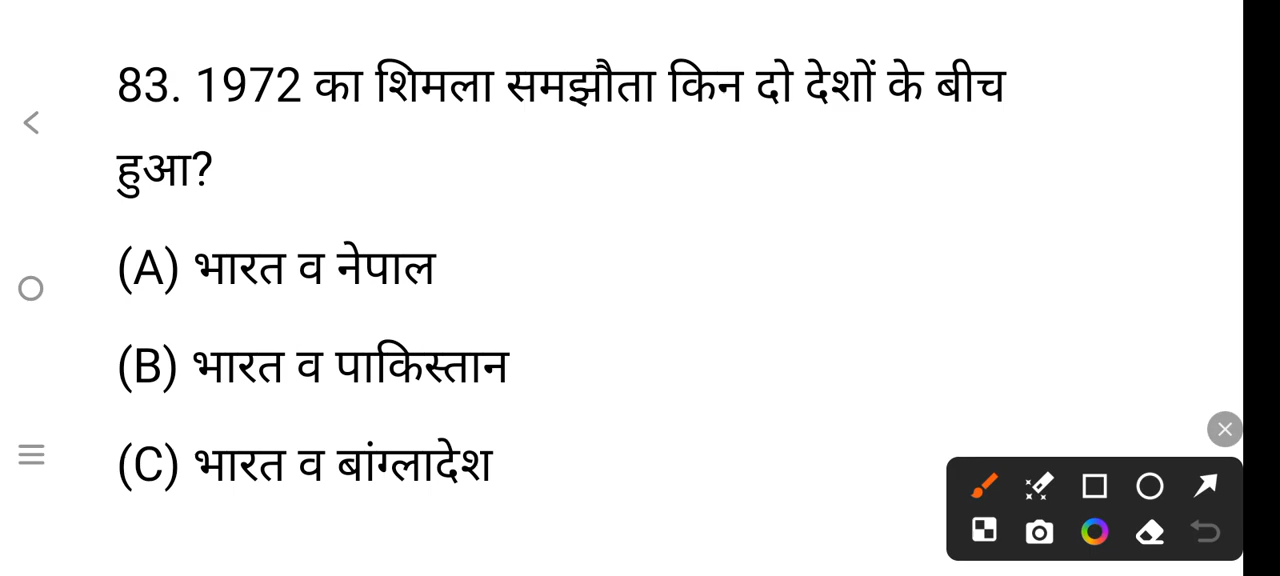 83. 1972 का शिमला समझौता किन दो देशों के बीच
हुआ?
(A) भारत व नेपाल
(B) भारत व पाकिस्तान
(C) भारत व बांग्लादेश